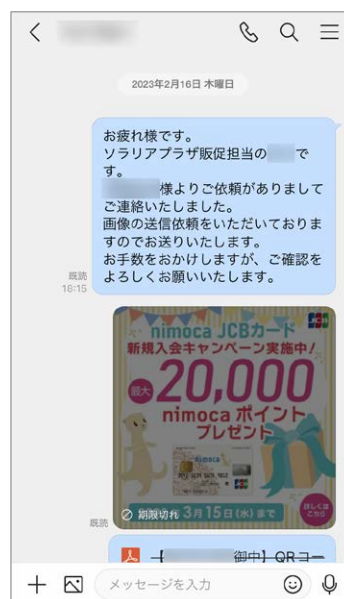 2023年2月16日 木曜日
お疲れ様です。
ソラリアプラザ販促担当の で
す。
様よりご依頼がありまして
ご連絡いたしました。
画像の送信依頼をいただいておりま
すのでお送りいたします。
お手数をおかけしますが、ご確認を
よろしくお願いいたします。
既読
16:15
JCB
nimoca JCBカード
新規入会キャンペーン実施中!
最大
20,000
nimoca ポイント
プレゼント
nimoca
期限切れ
3月15日(水)まで
詳しくは
こちら
既読
【 御中】QRコー
メッセージを入力